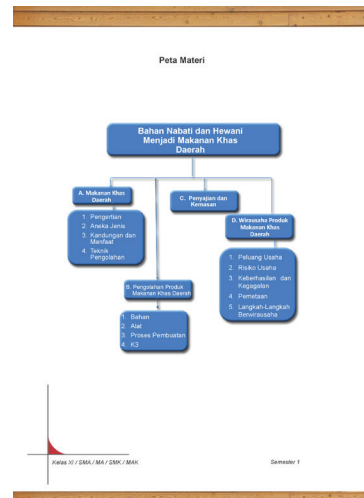 Peta Materi
Bahan Nabati dan Hewani
Menjadi Makanan Khas
Daerah
A. Makanan Khas
Daerah
1. Pengertian
2. Aneka Jenis
3. Kandungan dan
Manfaat
4. Teknik
Pengolahan
B. Pengolahan Produk
Makanan Khas Daerah
1. Bahan
2. Alat
3. Proses Pembuatan
4. K3
C. Penyajian dan
Kemasan
D. Wirausaha Produk
Makanan Khas
Daerah
1. Peluang Usaha
2. Risiko Usaha
3. Keberhasilan dan
Kegagalan
4. Pemetaan
5. Langkah-Langkah
Berwirausaha
Kelas XI / SMA / MA / SMK / MAK
Semester 1